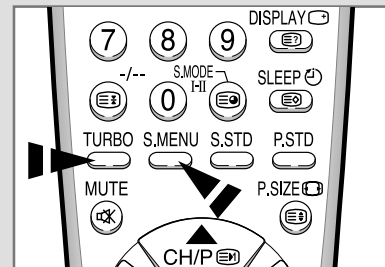 DISPLAY
7 8 9
-/-- S.MODE SLEEP
I-II
0
TURBO S.MENU S.STD P.STD
MUTE P.SIZE
CH/P